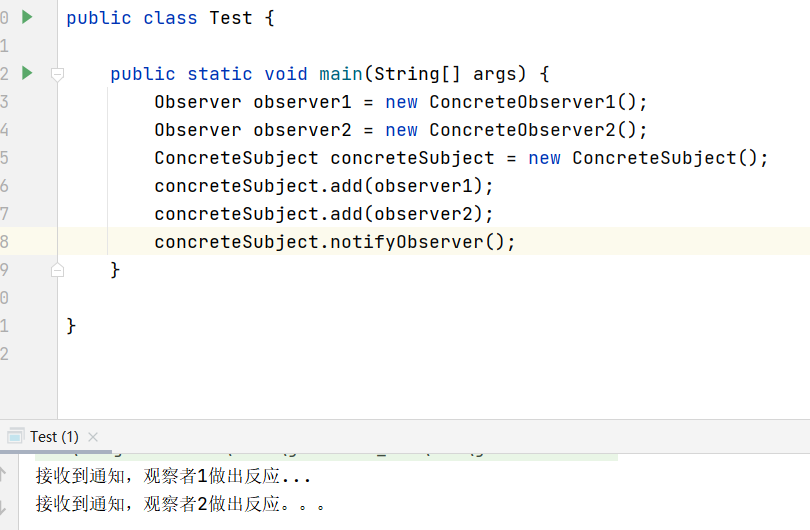 0 public class Test {
1
2 public static void main(String[] args) {
3 Observer observer1 = new ConcreteObserver1();
4 Observer observer2 = new ConcreteObserver2();
5 ConcreteSubject concreteSubject = new ConcreteSubject();
6 concreteSubject.add(observer1);
7 concreteSubject.add(observer2);
8 concreteSubject.notifyObserver();
9 }
0
1 }
2
Test (1)
接收到通知，观察者1做出反应...
接收到通知，观察者2做出反应。。。